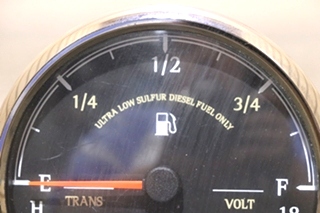 1/2
1/4
3/4
ULTRA LOW SULFUR DIESEL FUEL ONLY
E
F
TRANS
VOLT
H
18